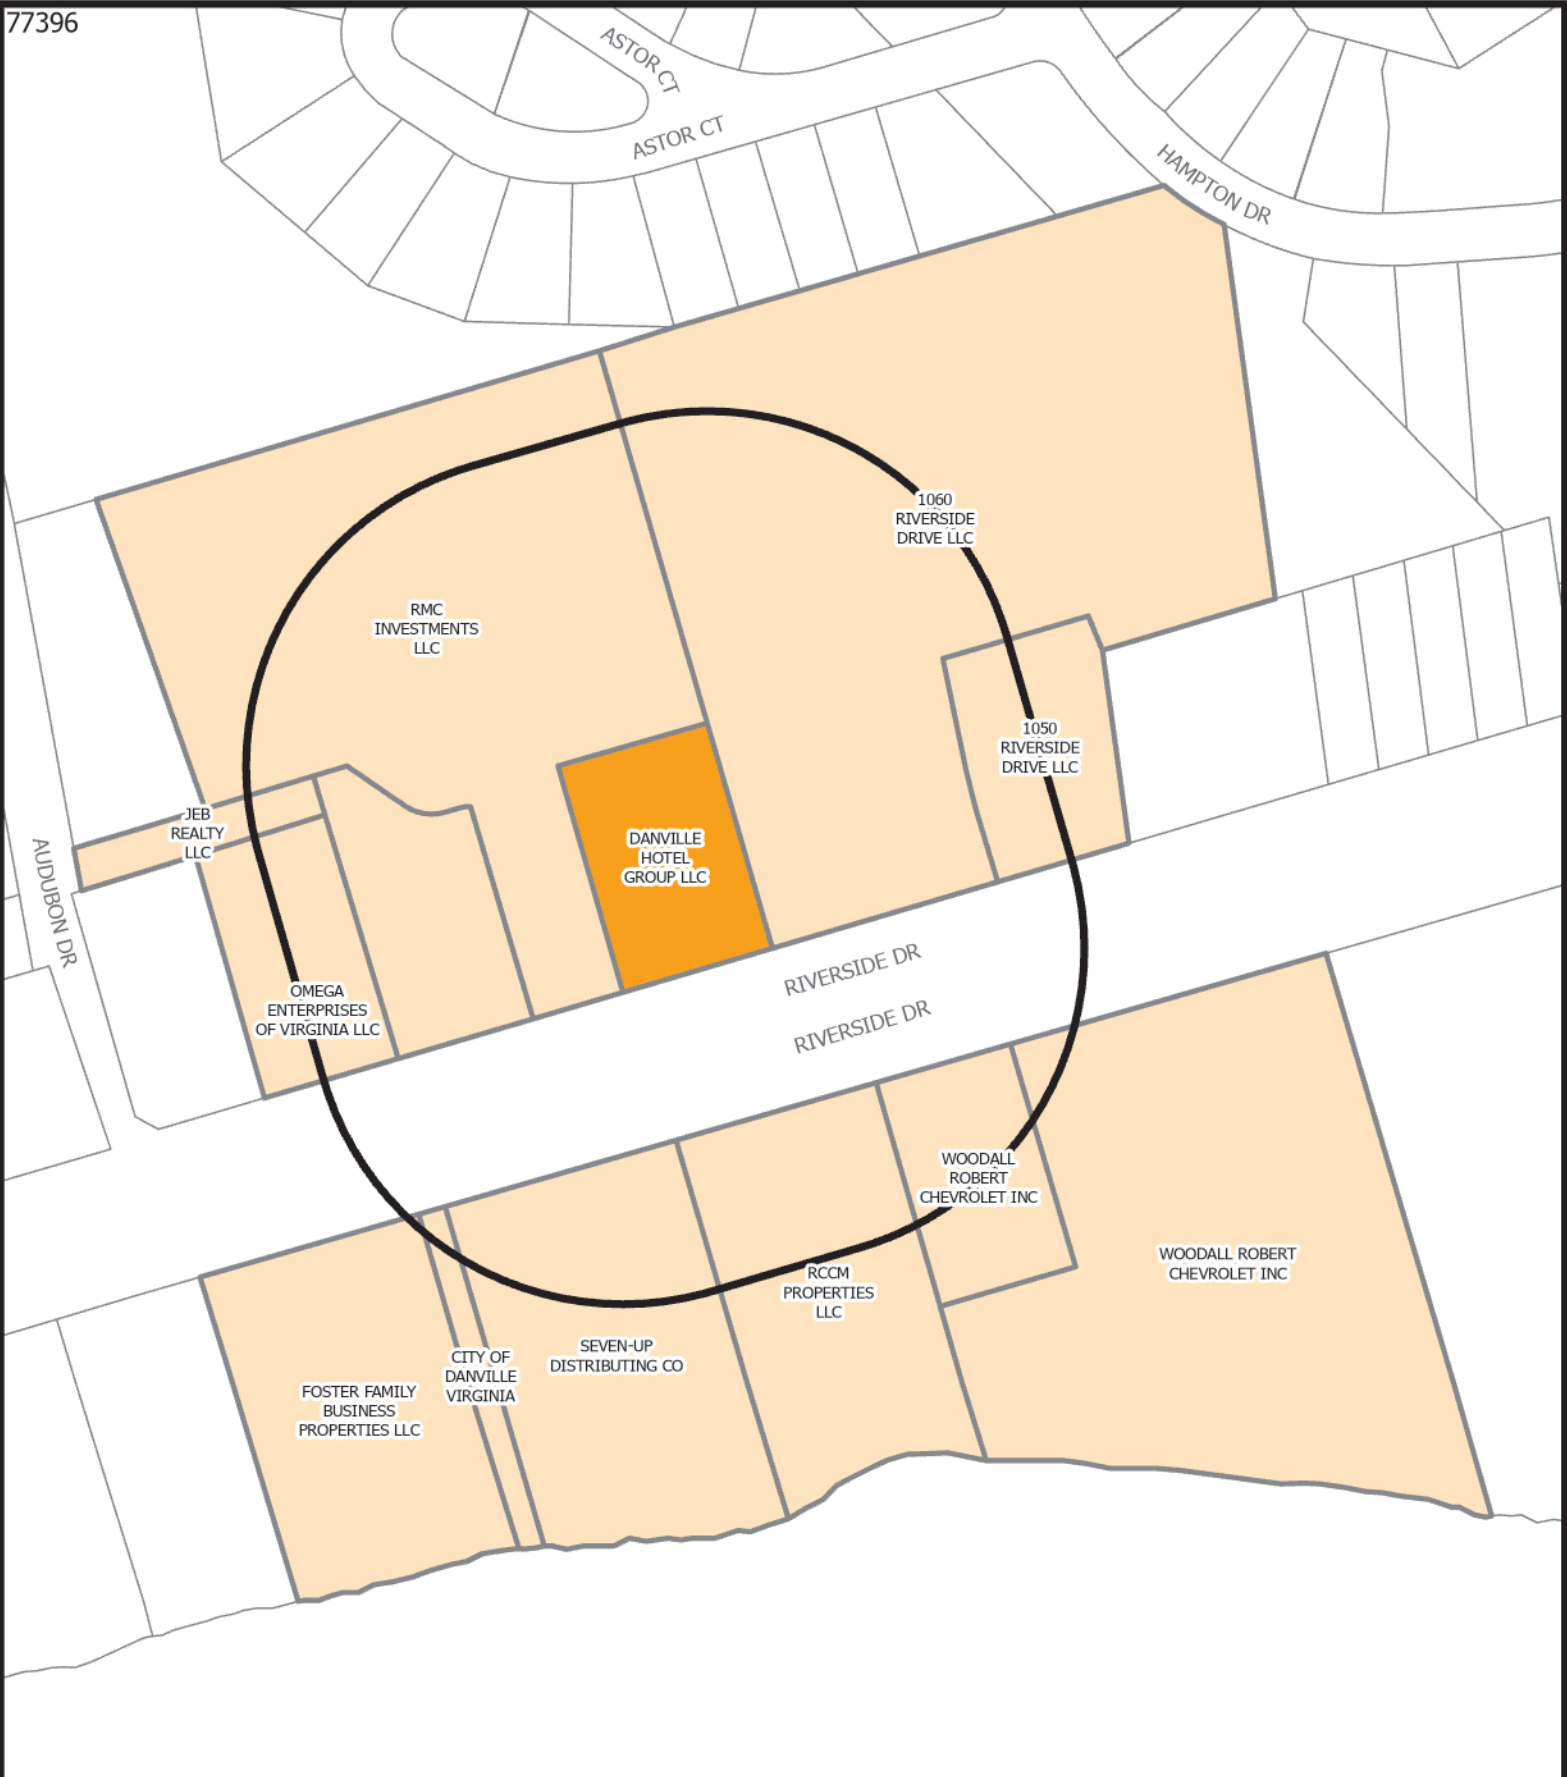 77396
ASTOR CT
ASTOR CT
HAMPTON DR
1060
RIVERSIDE
DRIVE LLC
RMC
INVESTMENTS
LLC
1050
RIVERSIDE
DRIVE LLC
JEB
REALTY
LLC
DANVILLE
HOTEL
GROUP LLC
AUDUBON DR
RIVERSIDE DR
OMEGA
ENTERPRISES
OF VIRGINIA LLC
RIVERSIDE DR
WOODALL
ROBERT
CHEVROLET INC
WOODALL ROBERT
CHEVROLET INC
RCCM
PROPERTIES
LLC
SEVEN-UP
DISTRIBUTING CO
CITY OF
DANVILLE
VIRGINIA
FOSTER FAMILY
BUSINESS
PROPERTIES LLC